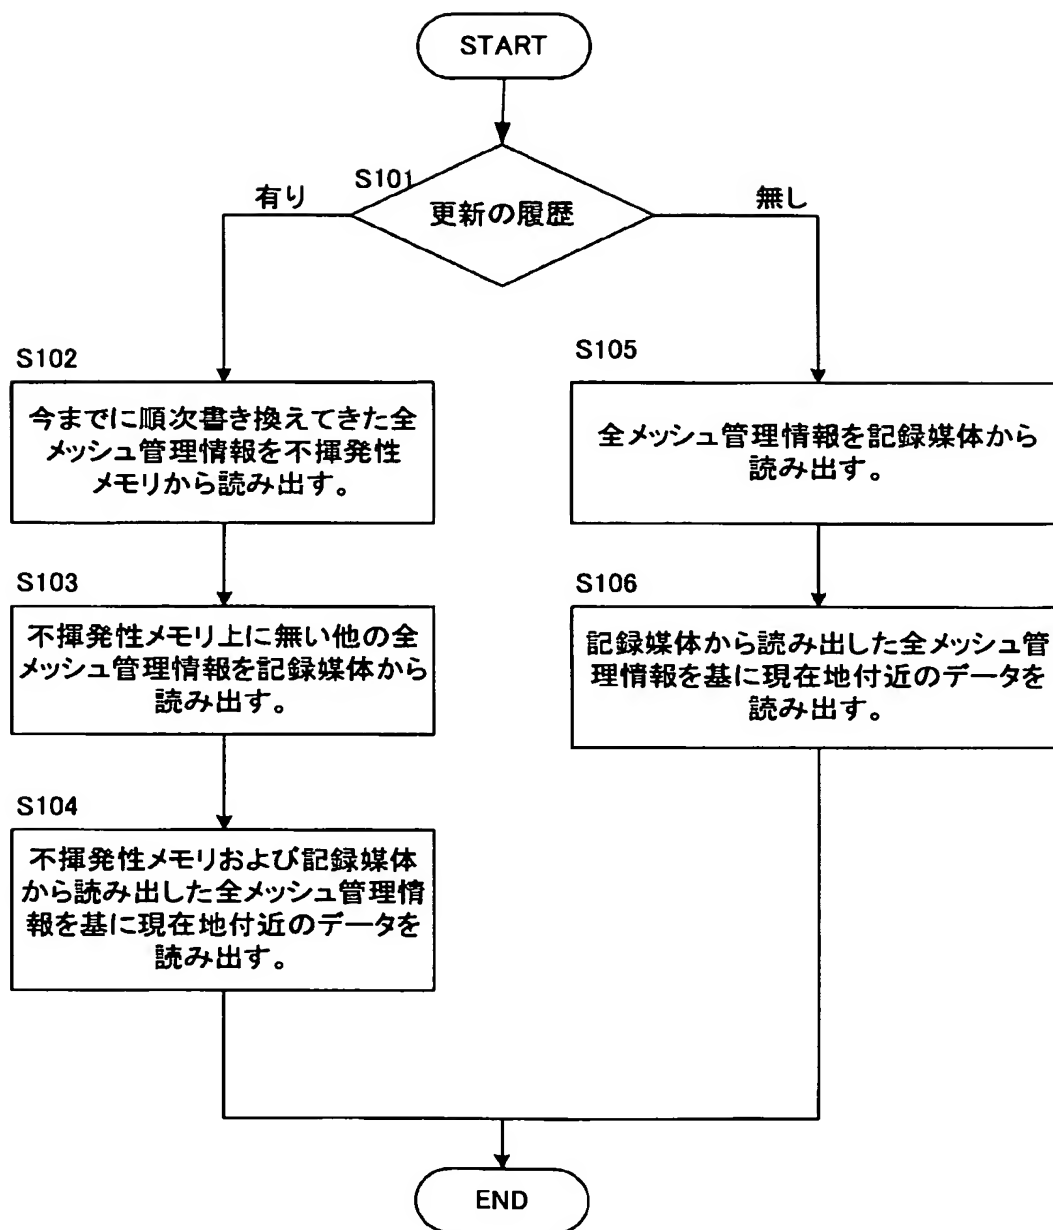 START
S101
有り
更新の履歴
無し
S102
今までに順次書き換えてきた全
メッシュ管理情報を不揮発性
メモリから読み出す。
S105
全メッシュ管理情報を記録媒体から
読み出す。
S103
不揮発性メモリ上に無い他の全
メッシュ管理情報を記録媒体から
読み出す。
S106
記録媒体から読み出した全メッシュ管
理情報を基に現在地付近のデータを
読み出す。
S104
不揮発性メモリおよび記録媒体
から読み出した全メッシュ管理情
報を基に現在地付近のデータを
読み出す。
END